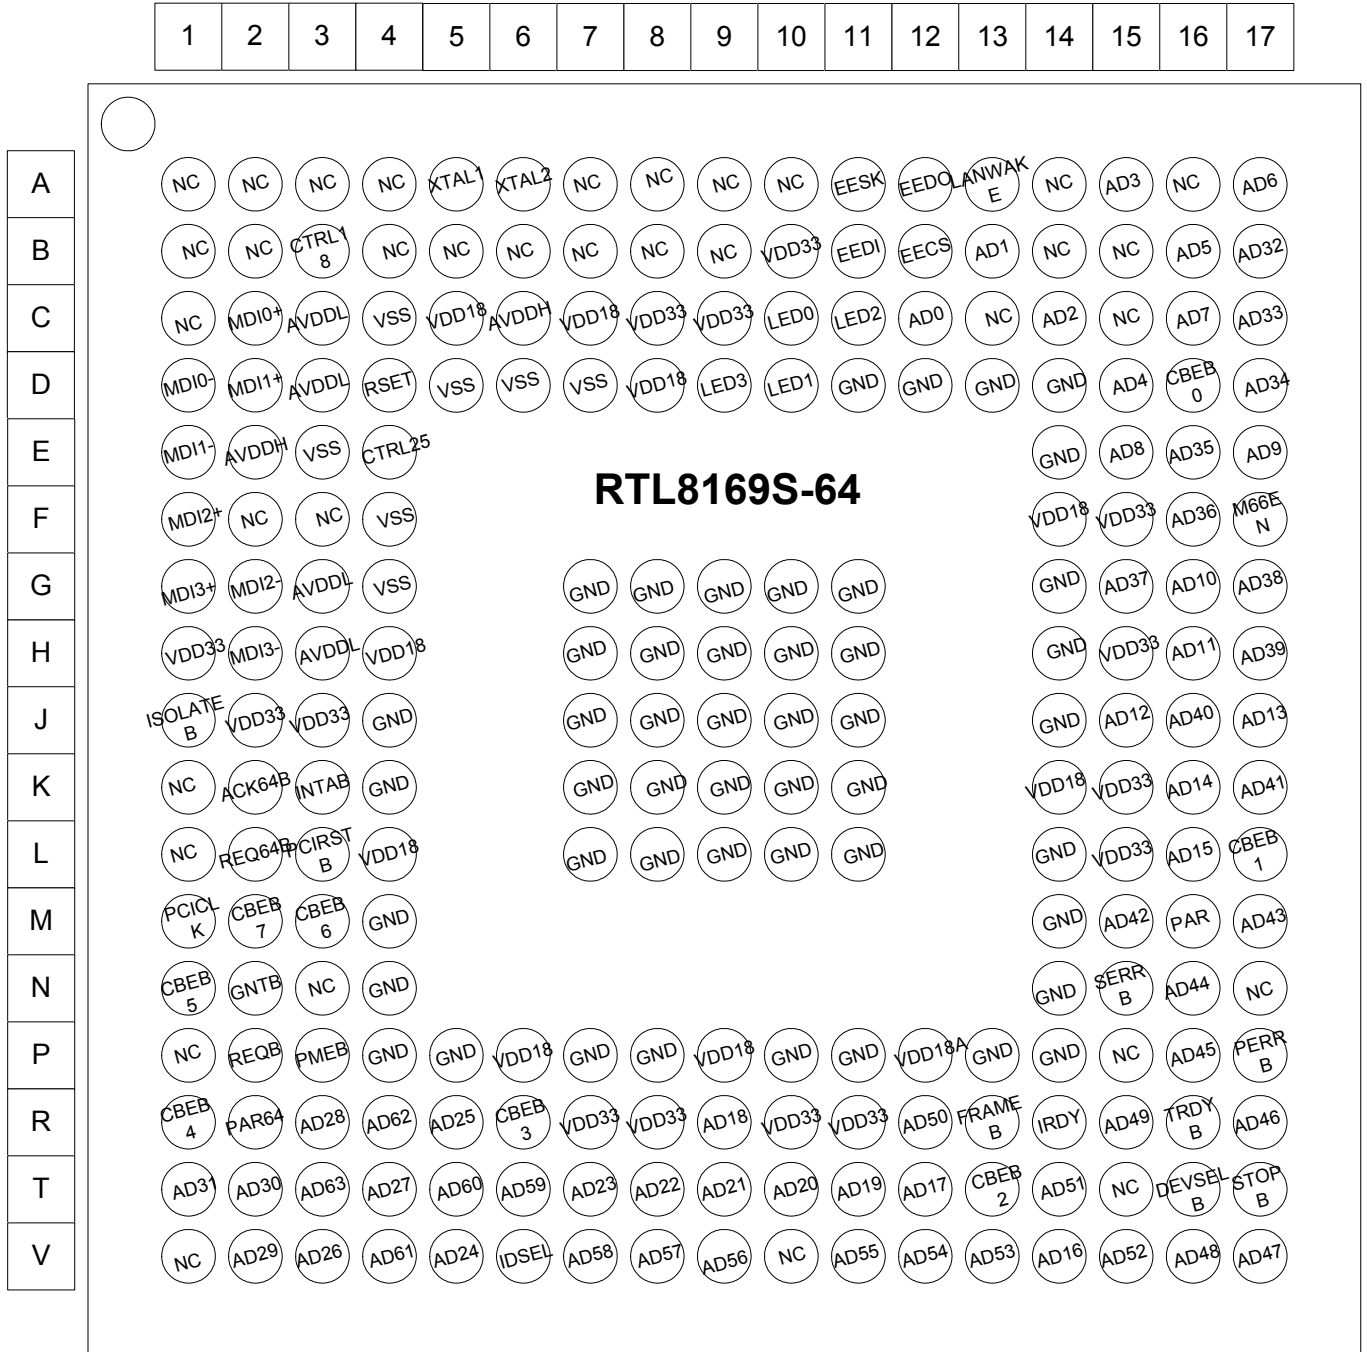 1 2 3 4 5 6 7 8 9 10 11 12 13 14 15 16 17
A NC NC NC NC XTAL1 XTAL2 NC NC NC NC EESK EEDO LANWAKE NC AD3 NC AD6
B NC NC CTRL18 NC NC NC NC NC NC VDD33 EEDI EECS AD1 NC NC AD5 AD32
C NC MDI0+ AVDDL VSS VDD18 AVDDH VDD18 VDD33 VDD33 LED0 LED2 AD0 NC AD2 NC AD7 AD33
D MDI0- MDI1+ AVDDL RSET VSS VSS VSS VDD18 LED3 LED1 GND GND GND GND AD4 CBEB0 AD34
E MDI1- AVDDH VSS CTRL25 GND AD8 AD35 AD9
RTL8169S-64
F MDI2+ NC NC VSS VDD18 VDD33 AD36 M66EN
G MDI3+ MDI2- AVDDL VSS GND GND GND GND GND GND AD37 AD10 AD38
H VDD33 MDI3- AVDDL VDD18 GND GND GND GND GND GND VDD33 AD11 AD39
J ISOLATEB VDD33 VDD33 GND GND GND GND GND GND GND AD12 AD40 AD13
K NC ACK64B INTAB GND GND GND GND GND GND VDD18 VDD33 AD14 AD41
L NC REQ64B PCIRSTB VDD18 GND GND GND GND GND GND VDD33 AD15 CBEB1
M PCICLK CBEB7 CBEB6 GND GND AD42 PAR AD43
N CBEB5 GNTB NC GND GND SERRB AD44 NC
P NC REQB PMEB GND GND VDD18 GND GND VDD18 GND GND VDD18A GND GND NC AD45 PERRB
R CBEB4 PAR64 AD28 AD62 AD25 CBEB3 VDD33 VDD33 AD18 VDD33 VDD33 AD50 FRAMEB IRDY AD49 TRDYB AD46
T AD31 AD30 AD63 AD27 AD60 AD59 AD23 AD22 AD21 AD20 AD19 AD17 CBEB2 AD51 NC DEVSELB STOPB
V NC AD29 AD26 AD61 AD24 IDSEL AD58 AD57 AD56 NC AD55 AD54 AD53 AD16 AD52 AD48 AD47